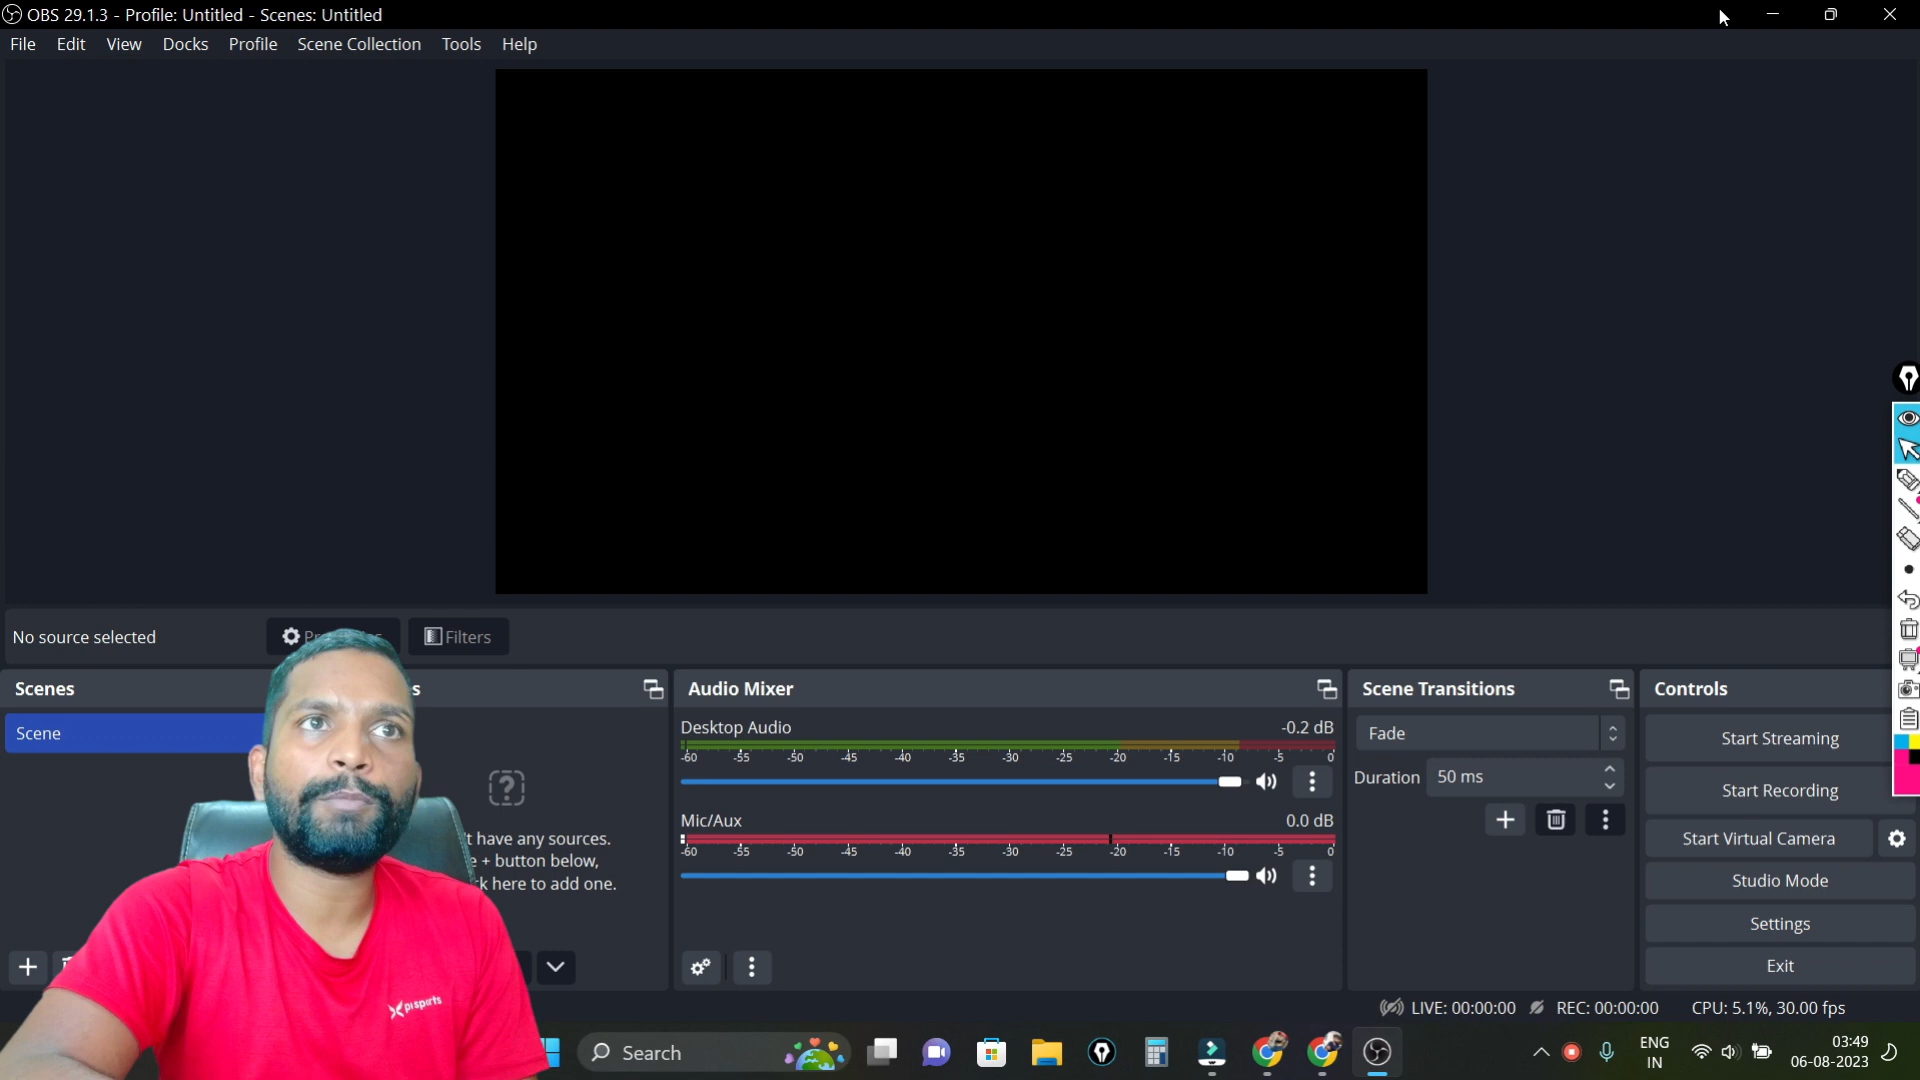 OBS 29.1.3 - Profile: Untitled - Scenes: Untitled
File Edit View Docks Profile Scene Collection Tools Help
No source selected
Filters
Scenes
s
Audio Mixer
Scene Transitions
Controls
Scene
Desktop Audio -0.2 dB
-60 -55 -50 -45 -40 -35 -30 -25 -20 -15 -10 -5 0
Mic/Aux 0.0 dB
-60 -55 -50 -45 -40 -35 -30 -25 -20 -15 -10 -5 0
't have any sources.
e + button below,
k here to add one.
Fade
Duration 50 ms
Start Streaming
Start Recording
Start Virtual Camera
Studio Mode
Settings
Exit
LIVE: 00:00:00 REC: 00:00:00 CPU: 5.1%, 30.00 fps
Search
ENG
IN
03:49
06-08-2023